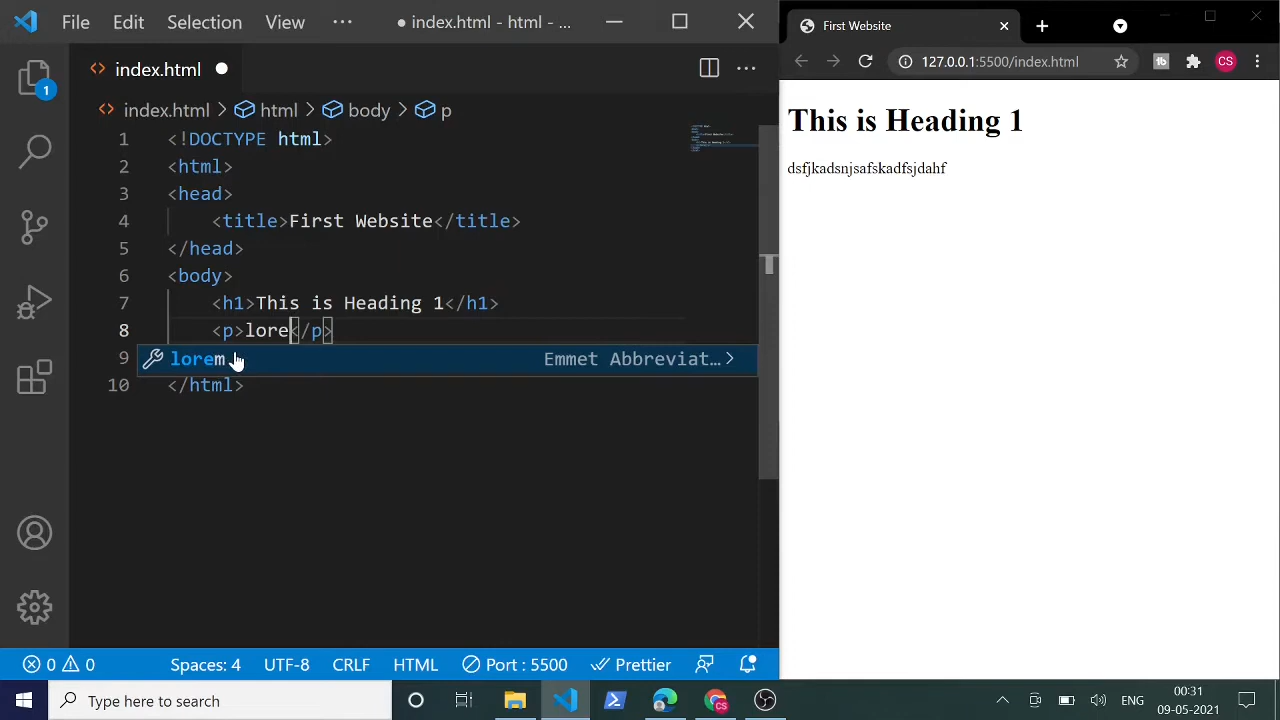 File Edit Selection View ··· ● index.html - html - ...
index.html
index.html > html > body > p
1 <!DOCTYPE html>
2 <html>
3 <head>
4 <title>First Website</title>
5 </head>
6 <body>
7 <h1>This is Heading 1</h1>
8 <p>lore</p>
9 lorem Emmet Abbreviat... >
10 </html>
1
0 0 Spaces: 4 UTF-8 CRLF HTML Port : 5500 Prettier
First Website
127.0.0.1:5500/index.html CS
This is Heading 1
dsfjkadsnjsafskadfsjdahf
Type here to search
CS
ENG
00:31
09-05-2021